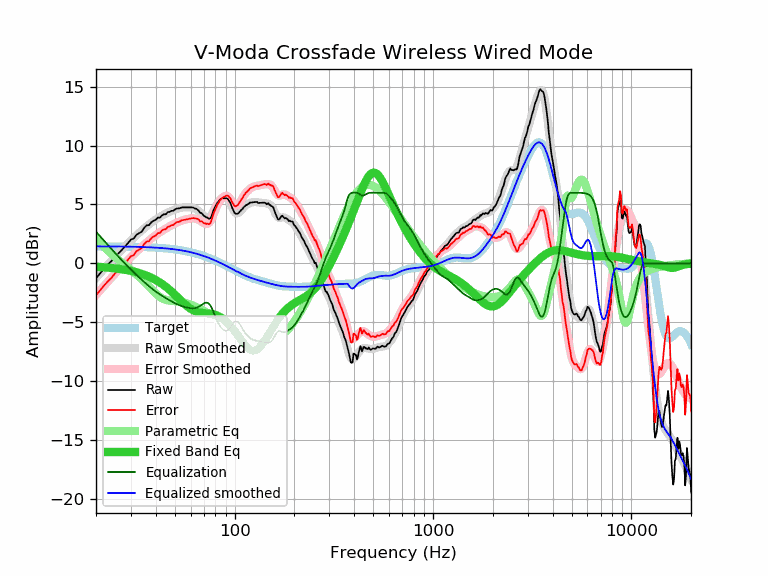 V-Moda Crossfade Wireless Wired Mode
15
10
5
0
−5
−10
−15
−20
Amplitude (dBr)
Target
Raw Smoothed
Error Smoothed
Raw
Error
Parametric Eq
Fixed Band Eq
Equalization
Equalized smoothed
100 1000 10000
Frequency (Hz)